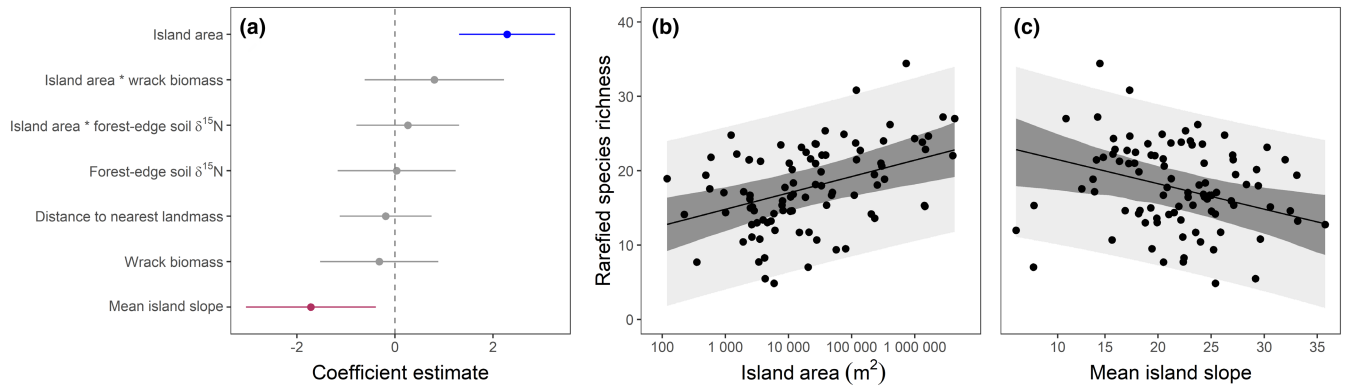 (a)
Island area
Island area * wrack biomass
Island area * forest-edge soil δ¹⁵N
Forest-edge soil δ¹⁵N
Distance to nearest landmass
Wrack biomass
Mean island slope
-2 0 2
Coefficient estimate
(b)
Rarefied species richness
40
30
20
10
0
100 1 000 10 000 100 000 1 000 000
Island area (m²)
(c)
10 15 20 25 30 35
Mean island slope